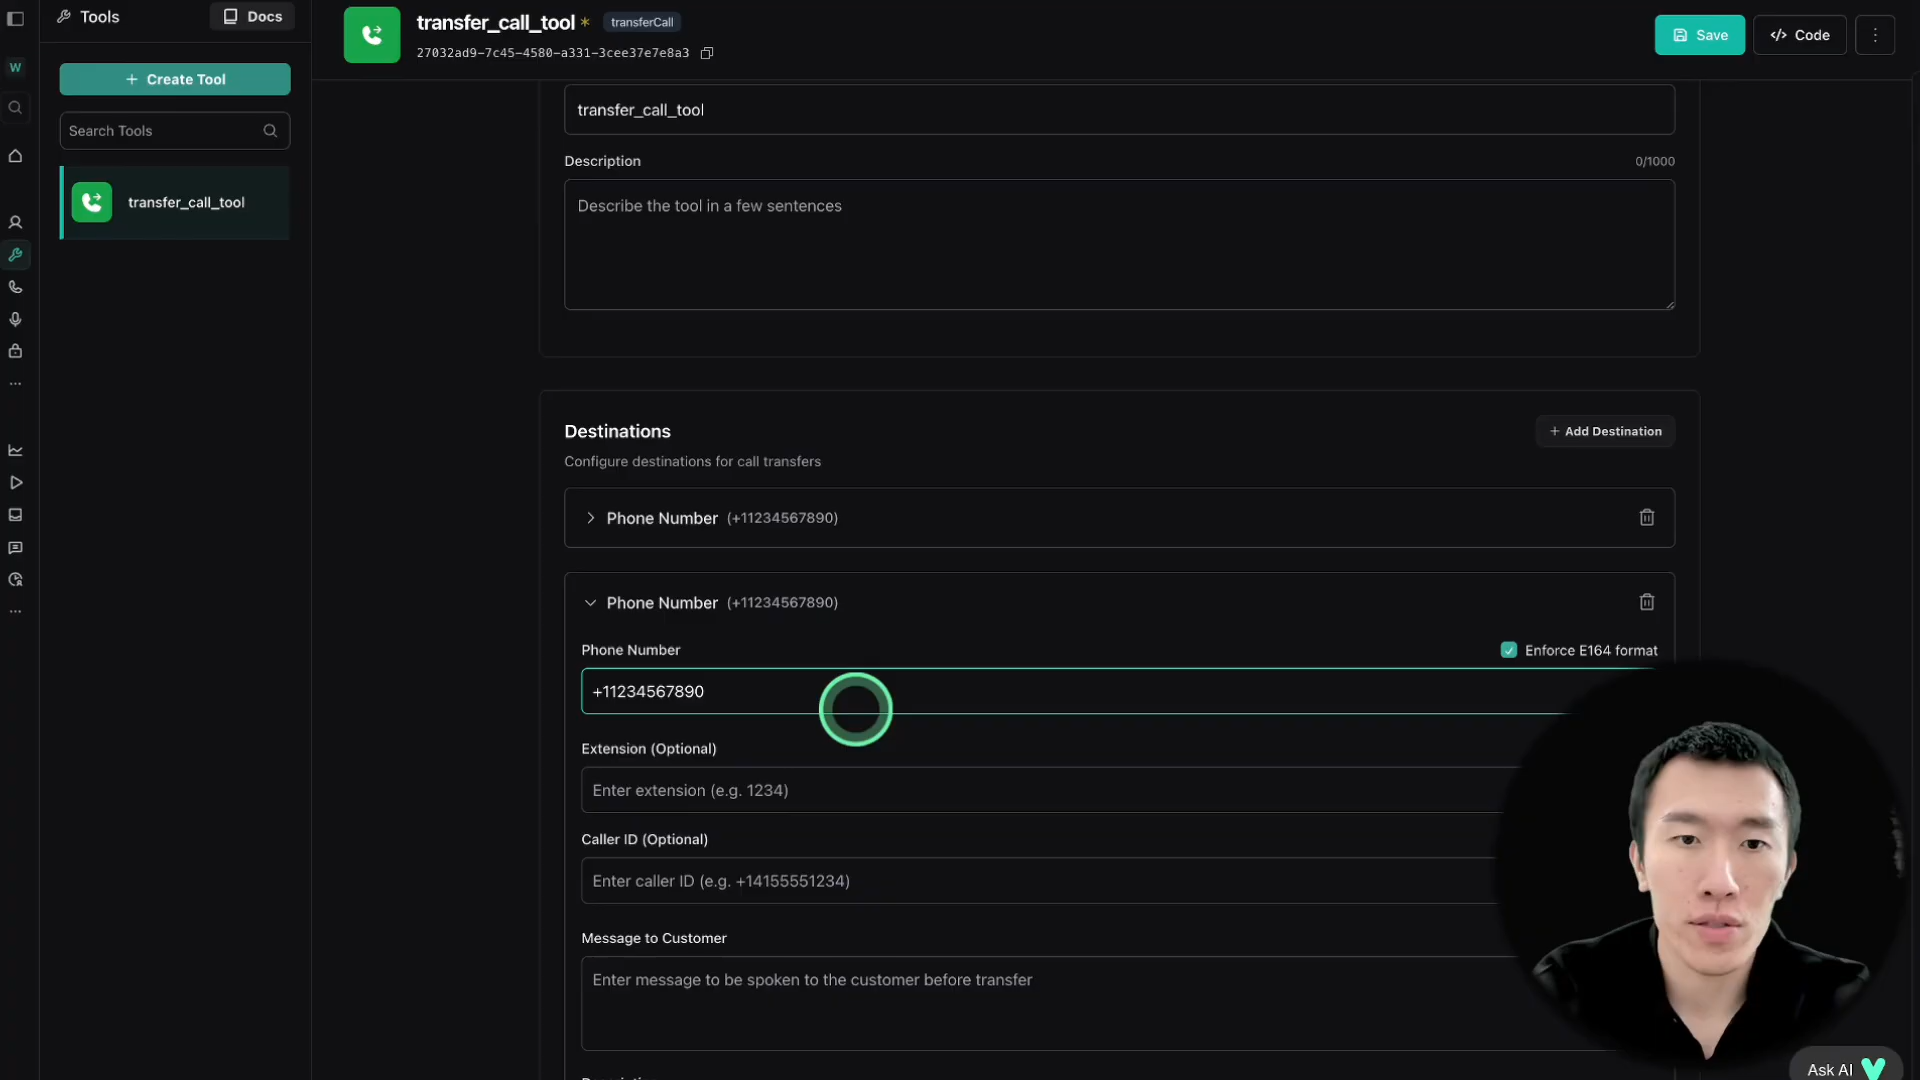 Tools
Docs
W
Create Tool
Search Tools
transfer_call_tool
transfer_call_tool *
transferCall
27032ad9-7c45-4580-a331-3cee37e7e8a3
Save
</> Code
transfer_call_tool
Description
0/1000
Describe the tool in a few sentences
Destinations
+ Add Destination
Configure destinations for call transfers
Phone Number (+11234567890)
Phone Number (+11234567890)
Phone Number
Enforce E164 format
+11234567890
Extension (Optional)
Enter extension (e.g. 1234)
Caller ID (Optional)
Enter caller ID (e.g. +14155551234)
Message to Customer
Enter message to be spoken to the customer before transfer
Ask AI